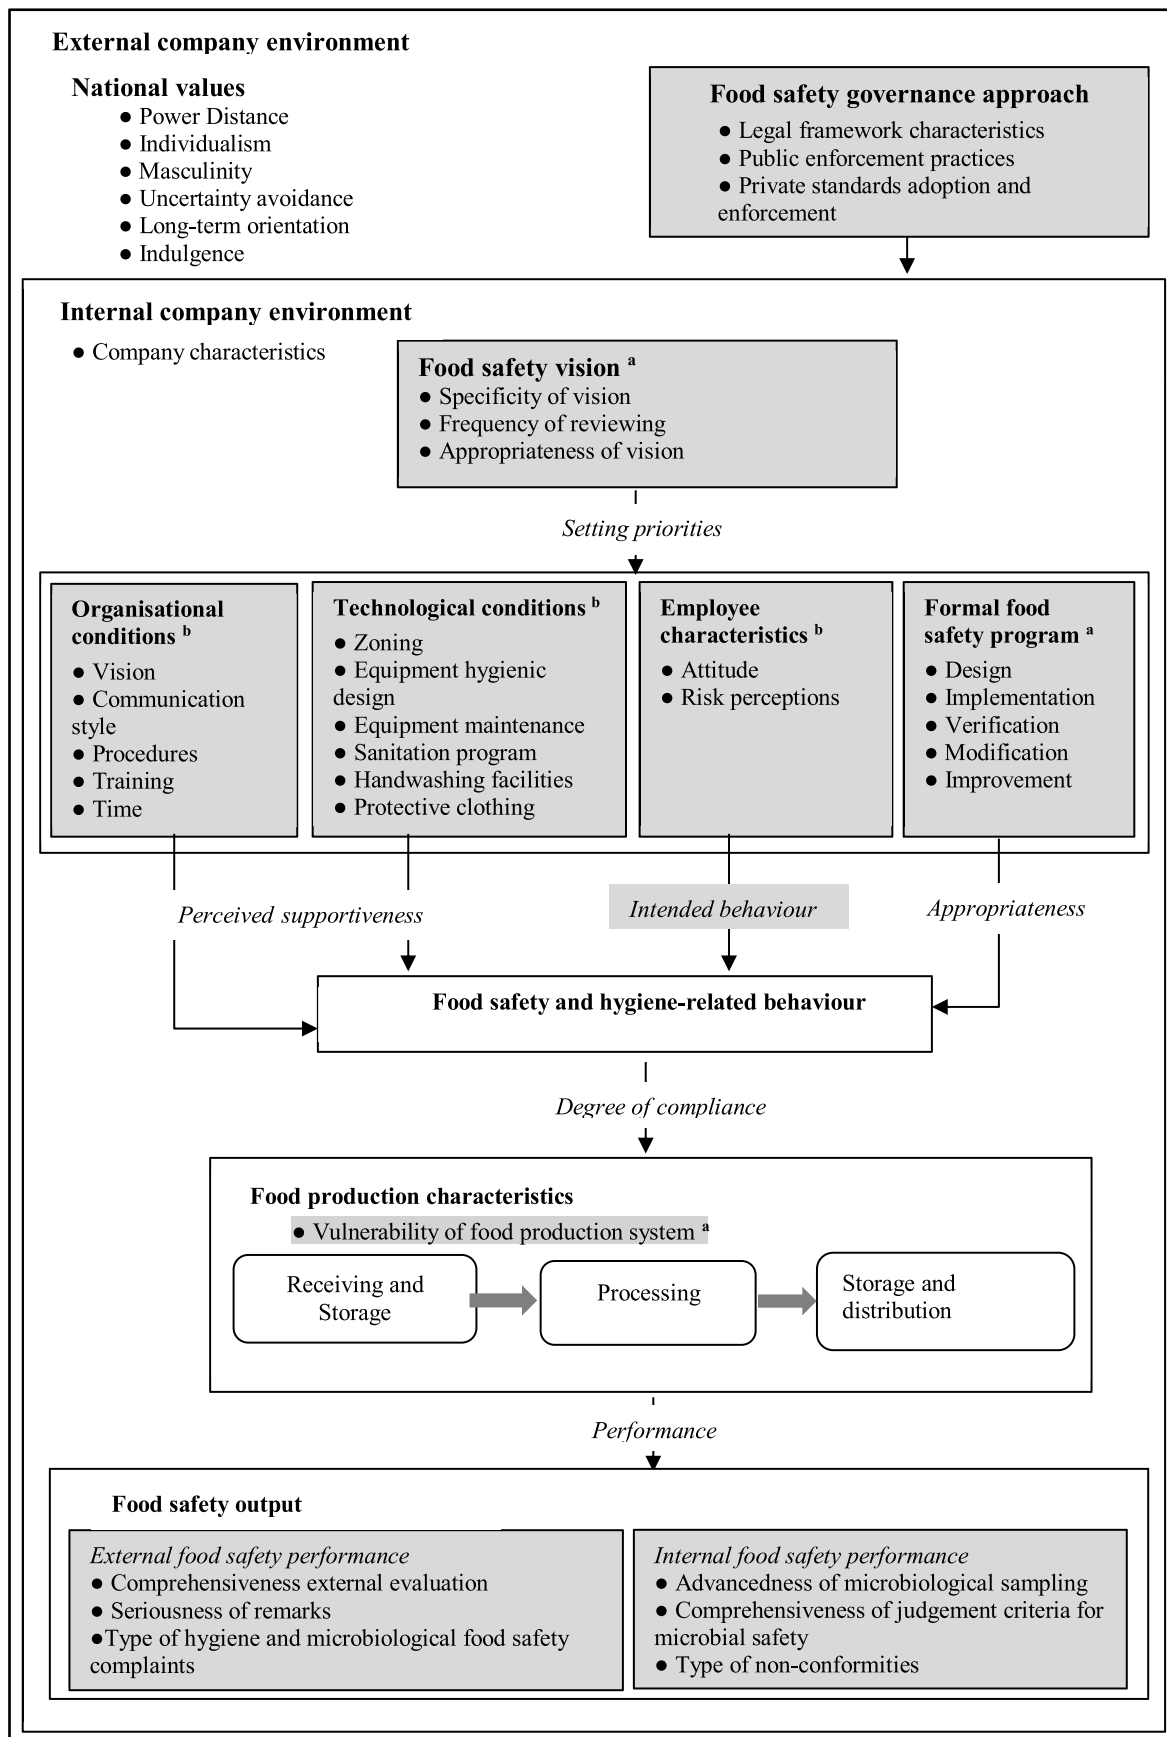 External company environment
National values
● Power Distance
● Individualism
● Masculinity
● Uncertainty avoidance
● Long-term orientation
● Indulgence
Food safety governance approach
● Legal framework characteristics
● Public enforcement practices
● Private standards adoption and
enforcement
Internal company environment
● Company characteristics
Food safety vision ᵃ
● Specificity of vision
● Frequency of reviewing
● Appropriateness of vision
Setting priorities
Organisational
conditions ᵇ
● Vision
● Communication
style
● Procedures
● Training
● Time
Technological conditions ᵇ
● Zoning
● Equipment hygienic
design
● Equipment maintenance
● Sanitation program
● Handwashing facilities
● Protective clothing
Employee
characteristics ᵇ
● Attitude
● Risk perceptions
Formal food
safety program ᵃ
● Design
● Implementation
● Verification
● Modification
● Improvement
Perceived supportiveness
Intended behaviour
Appropriateness
Food safety and hygiene-related behaviour
Degree of compliance
Food production characteristics
● Vulnerability of food production system ᵃ
Receiving and
Storage
Processing
Storage and
distribution
Performance
Food safety output
External food safety performance
● Comprehensiveness external evaluation
● Seriousness of remarks
●Type of hygiene and microbiological food safety
complaints
Internal food safety performance
● Advancedness of microbiological sampling
● Comprehensiveness of judgement criteria for
microbial safety
● Type of non-conformities